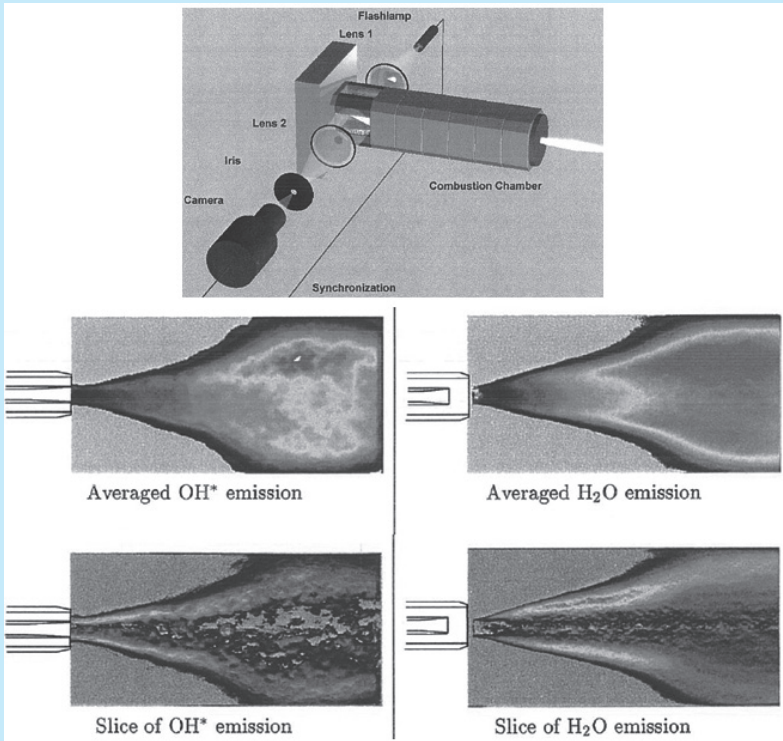 Flashlamp
Lens 1
Lens 2
Iris
Combustion Chamber
Camera
Synchronization
Averaged OH* emission
Averaged H₂O emission
Slice of OH* emission
Slice of H₂O emission